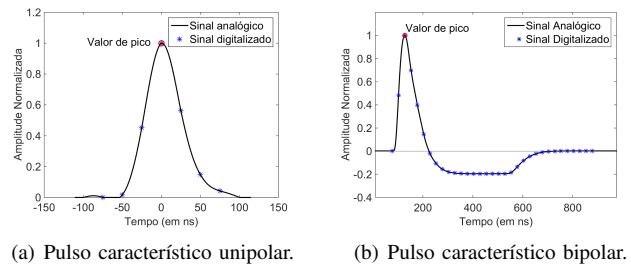 1.2
1
0.8
0.6
0.4
0.2
0
-150 -100 -50 0 50 100 150
Tempo (em ns)
Amplitude Normalizada
Valor de pico
Sinal analógico
Sinal digitalizado
(a) Pulso característico unipolar.
1.2
1
0.8
0.6
0.4
0.2
0
-0.2
-0.4
200 400 600 800
Tempo (em ns)
Amplitude Normalizada
Valor de pico
Sinal Analógico
Sinal Digitalizado
(b) Pulso característico bipolar.